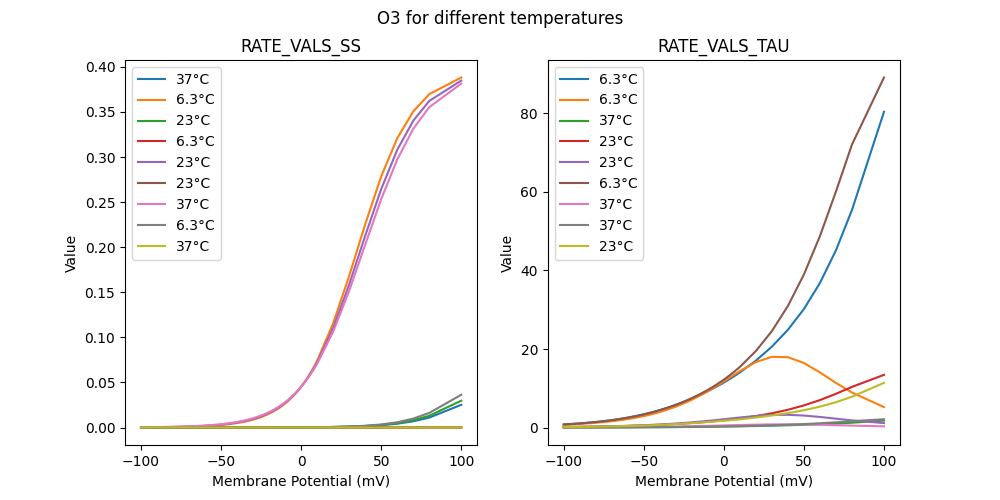 O3 for different temperatures
RATE_VALS_SS
0.40
0.35
0.30
0.25
0.20
0.15
0.10
0.05
0.00
Value
37°C
6.3°C
23°C
6.3°C
23°C
23°C
37°C
6.3°C
37°C
−100
−50
0
50
100
Membrane Potential (mV)
RATE_VALS_TAU
80
60
40
20
0
Value
6.3°C
6.3°C
37°C
23°C
23°C
6.3°C
37°C
37°C
23°C
−100
−50
0
50
100
Membrane Potential (mV)